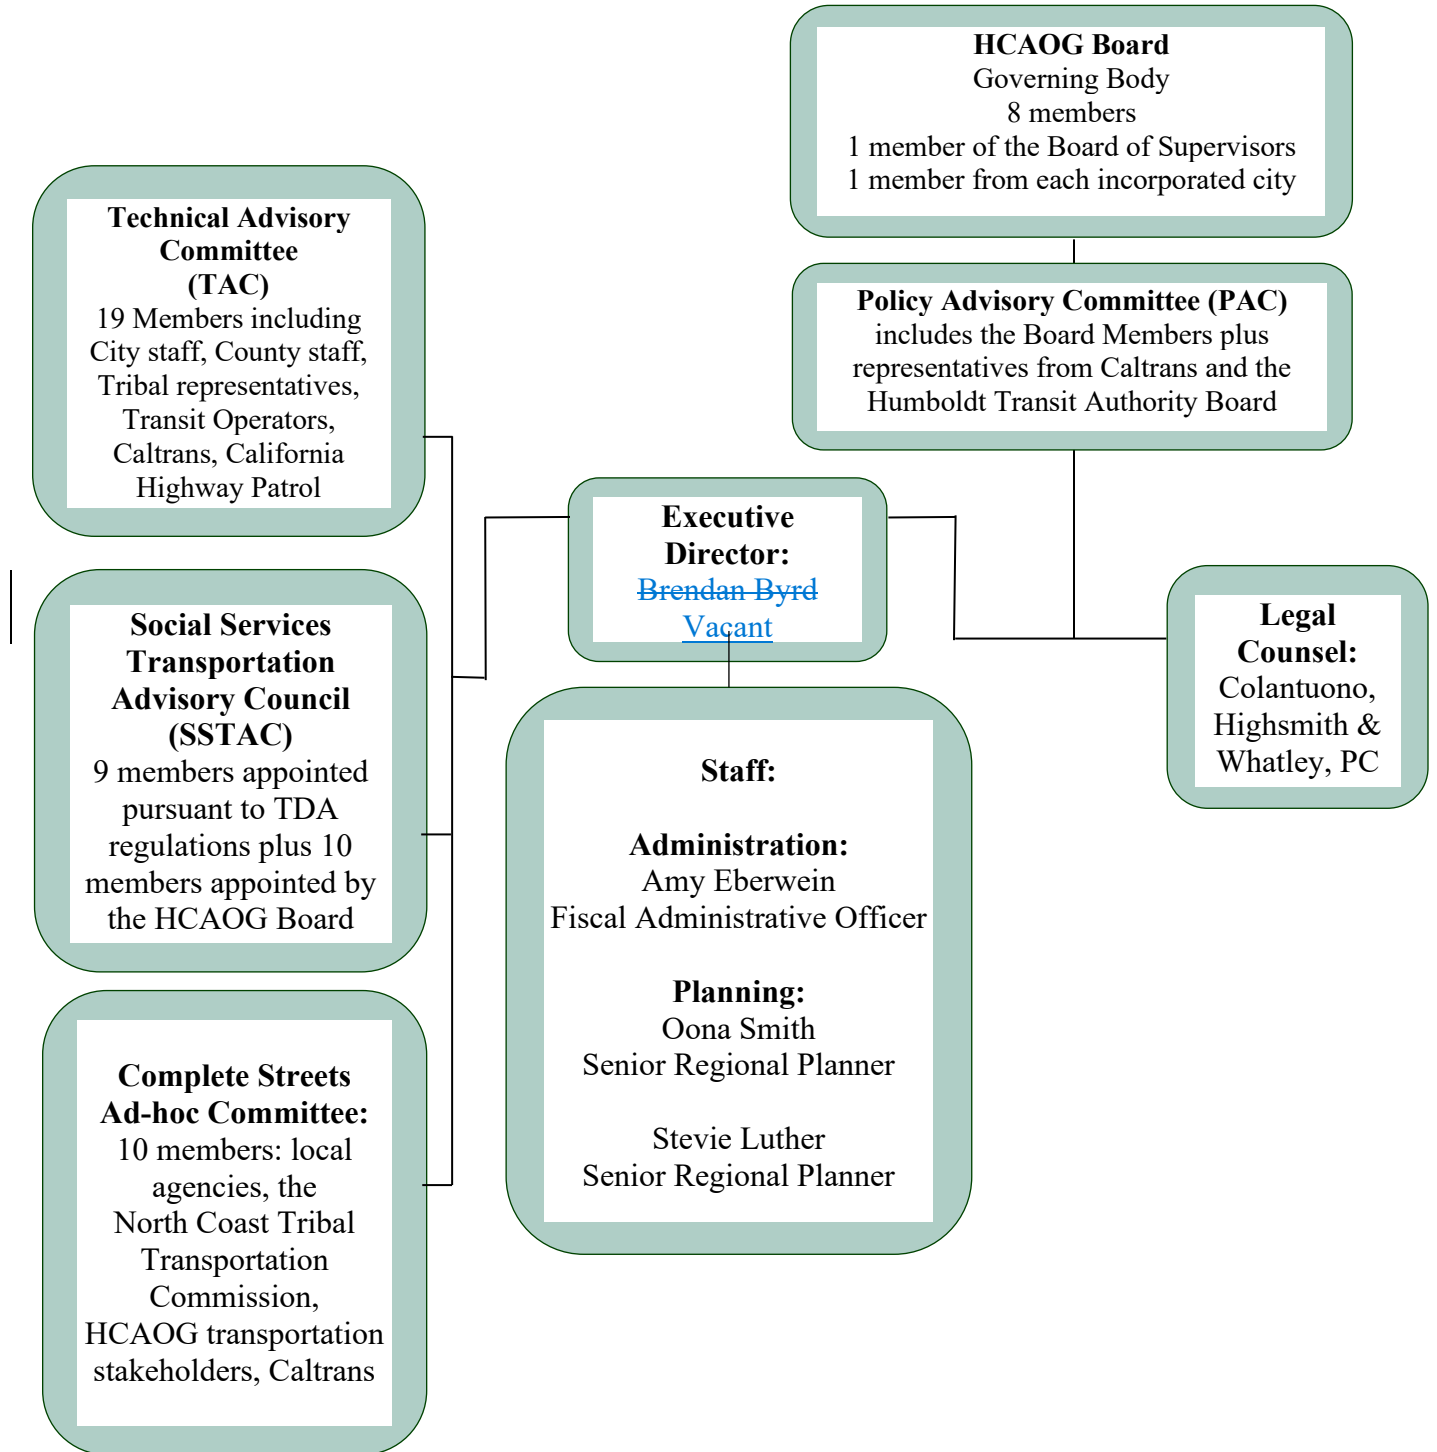 HCAOG Board
Governing Body
8 members
1 member of the Board of Supervisors
1 member from each incorporated city
Technical Advisory
Committee
(TAC)
19 Members including
City staff, County staff,
Tribal representatives,
Transit Operators,
Caltrans, California
Highway Patrol
Policy Advisory Committee (PAC)
includes the Board Members plus
representatives from Caltrans and the
Humboldt Transit Authority Board
Executive
Director:
Brendan Byrd
Vacant
Legal
Counsel:
Colantuono,
Highsmith &
Whatley, PC
Social Services
Transportation
Advisory Council
(SSTAC)
9 members appointed
pursuant to TDA
regulations plus 10
members appointed by
the HCAOG Board
Staff:
Administration:
Amy Eberwein
Fiscal Administrative Officer
Planning:
Oona Smith
Senior Regional Planner
Stevie Luther
Senior Regional Planner
Complete Streets
Ad-hoc Committee:
10 members: local
agencies, the
North Coast Tribal
Transportation
Commission,
HCAOG transportation
stakeholders, Caltrans